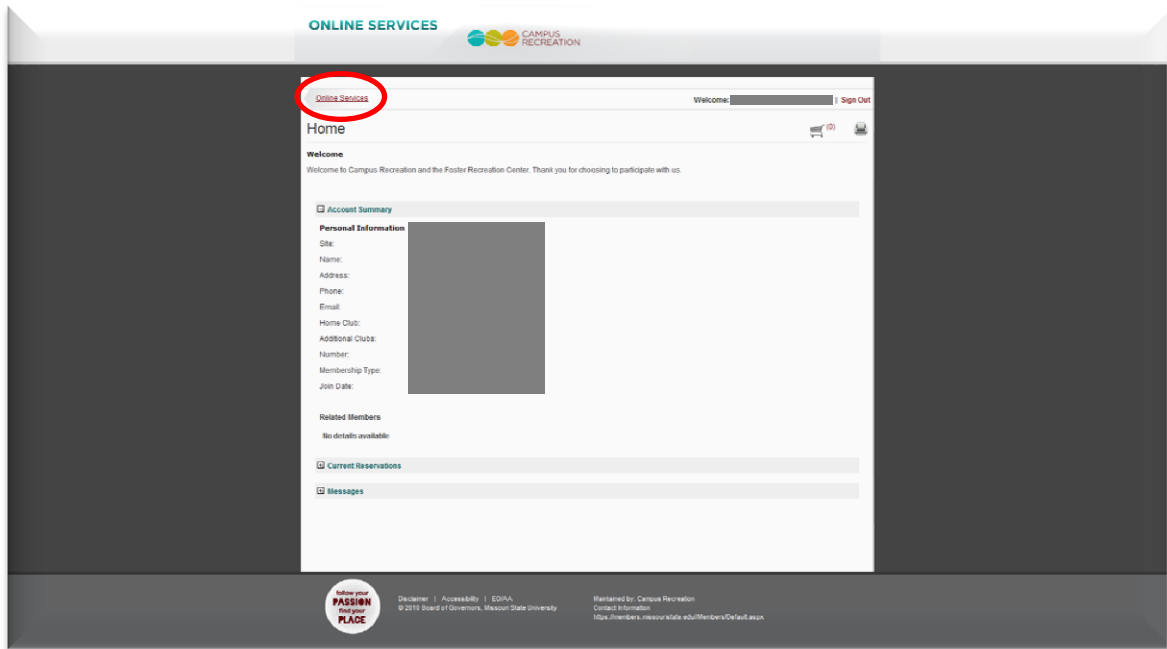 ONLINE SERVICES
CAMPUS
RECREATION
Online Services
Welcome: | Sign Out
Home
(0)
Welcome
Welcome to Campus Recreation and the Foster Recreation Center. Thank you for choosing to participate with us.
Account Summary
Personal Information
Site:
Name:
Address:
Phone:
Email:
Home Club:
Additional Clubs:
Number:
Membership Type:
Join Date:
Related Members
No details available
Current Reservations
Messages
follow your
PASSION
find your
PLACE
Disclaimer | Accessibility | EO/AA
© 2010 Board of Governors, Missouri State University
Maintained by: Campus Recreation
Contact Information
https://members.missouristate.edu/Members/Default.aspx